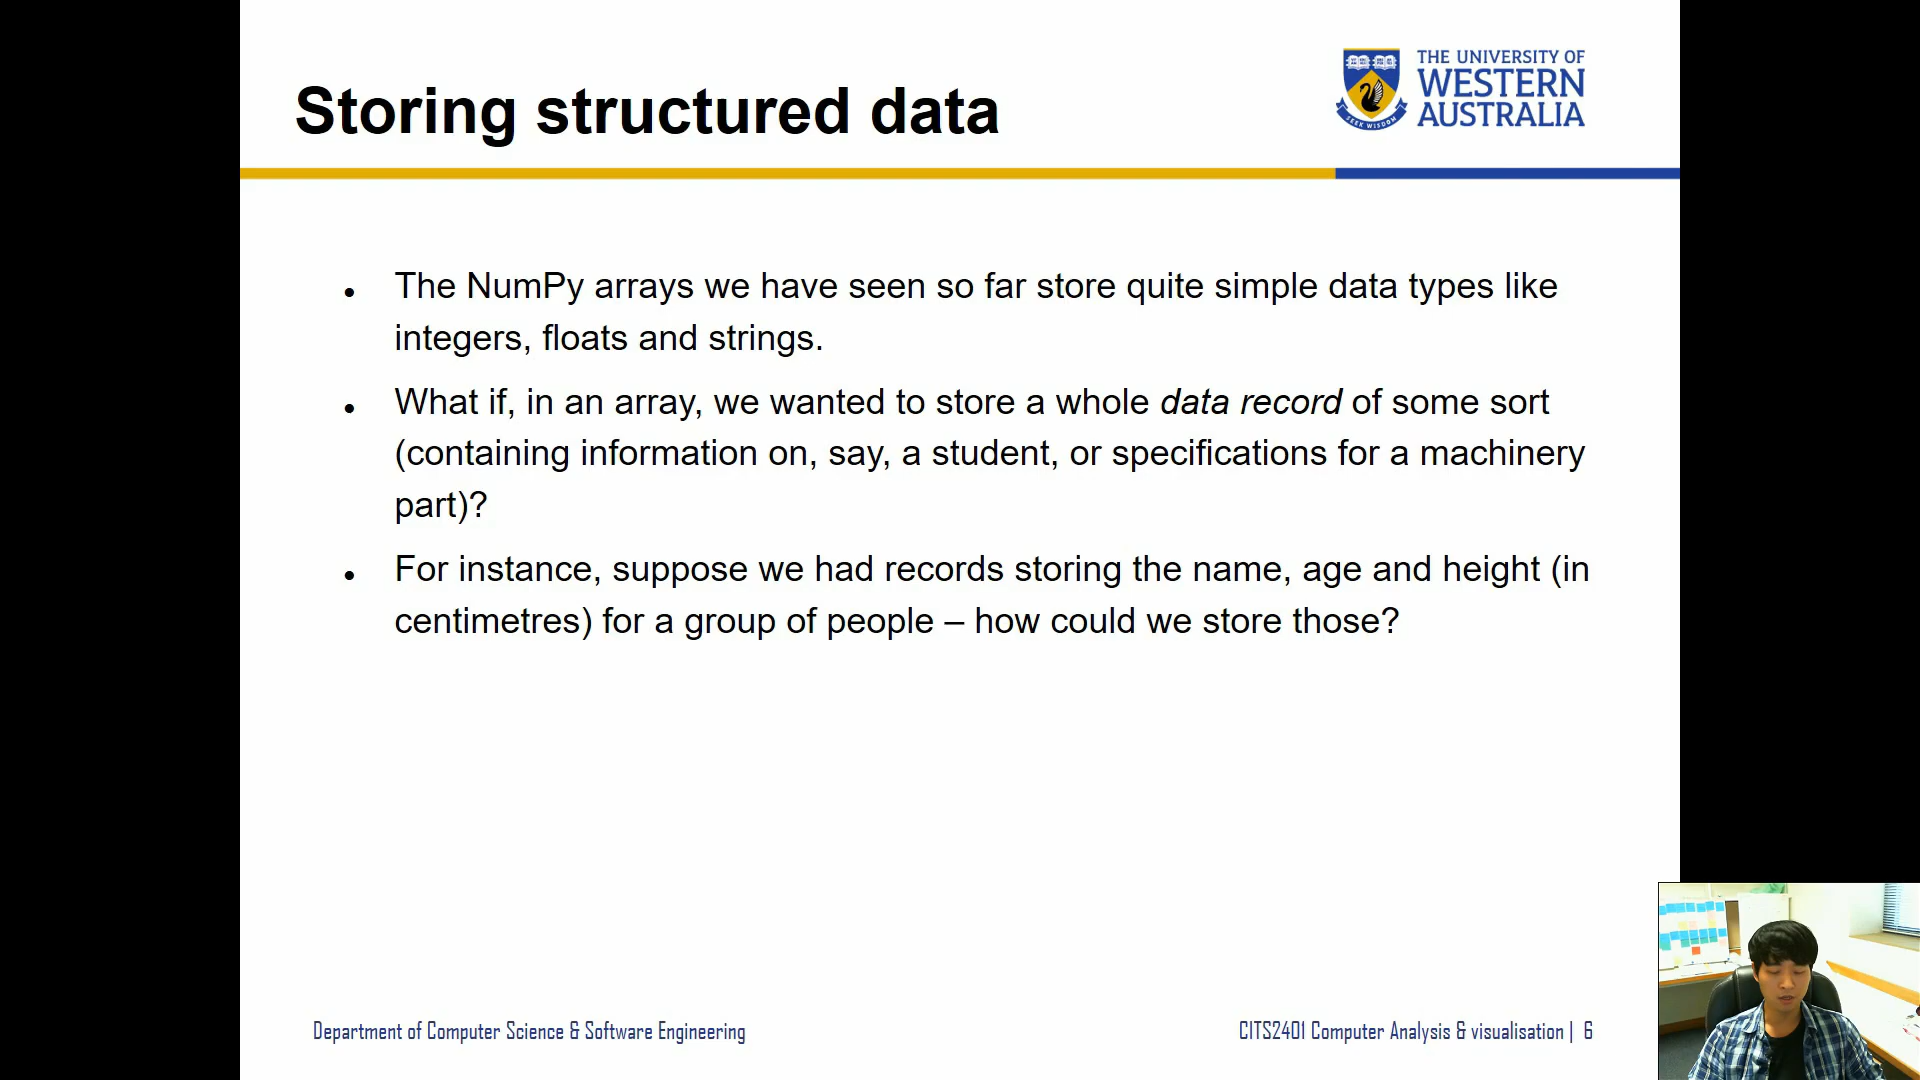 Storing structured data
THE UNIVERSITY OF
WESTERN
AUSTRALIA
SEEK WISDOM
The NumPy arrays we have seen so far store quite simple data types like
integers, floats and strings.
What if, in an array, we wanted to store a whole data record of some sort
(containing information on, say, a student, or specifications for a machinery
part)?
For instance, suppose we had records storing the name, age and height (in
centimetres) for a group of people – how could we store those?
Department of Computer Science & Software Engineering
CITS2401 Computer Analysis & visualisation | 6